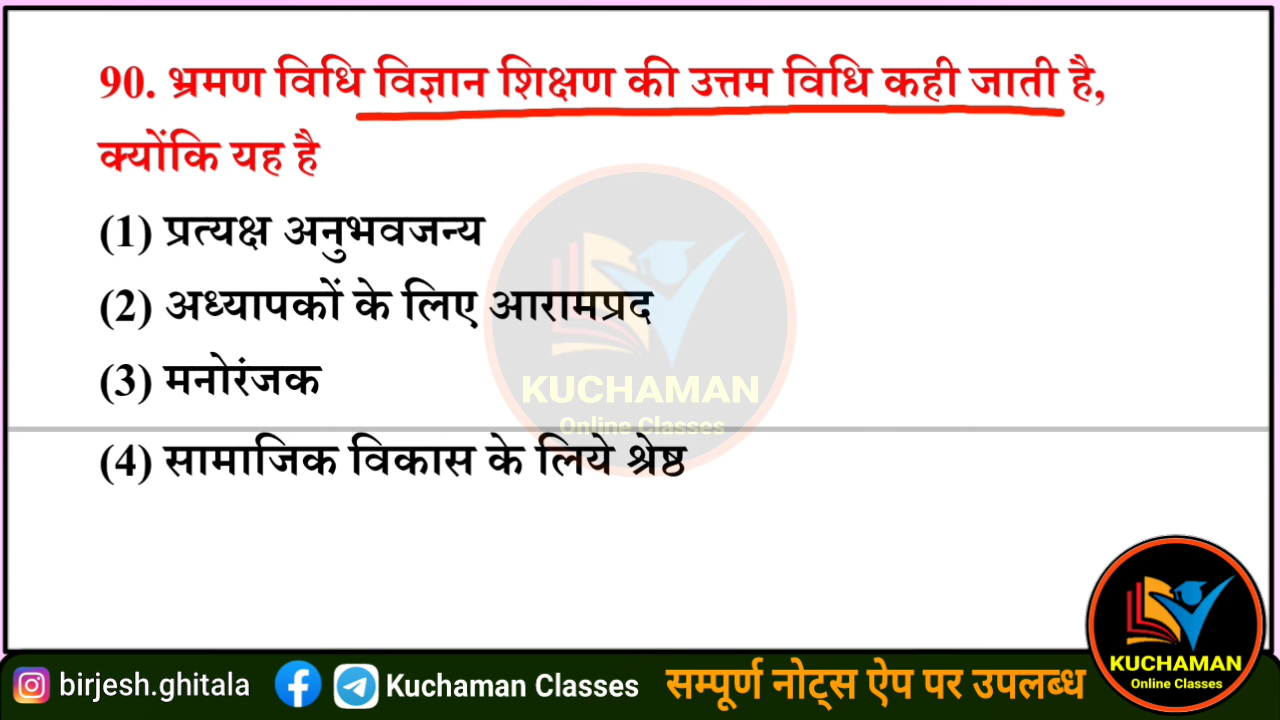 90. भ्रमण विधि विज्ञान शिक्षण की उत्तम विधि कही जाती है,
क्योंकि यह है
(1) प्रत्यक्ष अनुभवजन्य
(2) अध्यापकों के लिए आरामप्रद
(3) मनोरंजक
(4) सामाजिक विकास के लिये श्रेष्ठ
KUCHAMAN
Online Classes
KUCHAMAN
Online Classes
birjesh.ghitala
Kuchaman Classes
सम्पूर्ण नोट्स ऐप पर उपलब्ध